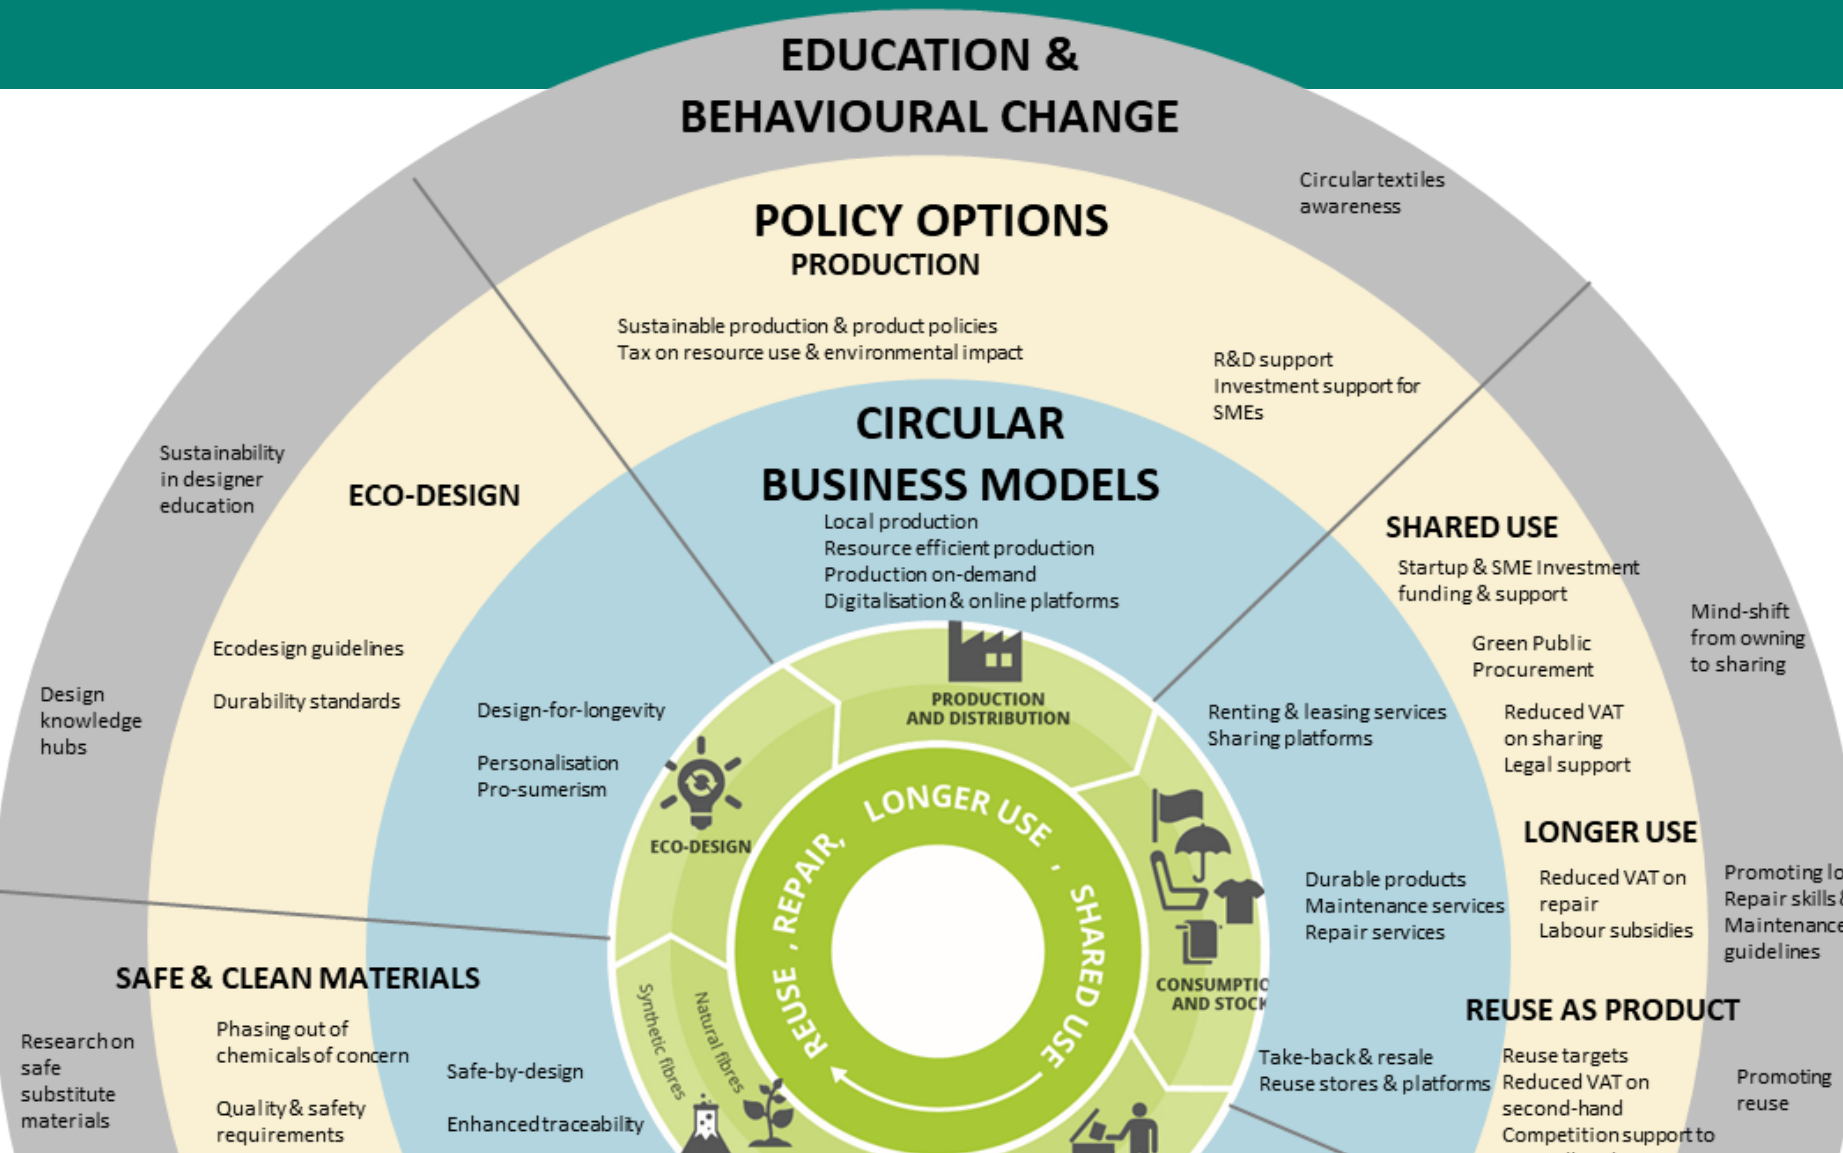 EDUCATION &
BEHAVIOURAL CHANGE
Circular textiles
awareness
POLICY OPTIONS
PRODUCTION
Sustainable production & product policies
Tax on resource use & environmental impact
R&D support
Investment support for
SMEs
CIRCULAR
BUSINESS MODELS
Local production
Resource efficient production
Production on-demand
Digitalisation & online platforms
Sustainability
in designer
education
ECO-DESIGN
Ecodesign guidelines
Durability standards
Design
knowledge
hubs
Design-for-longevity
Personalisation
Pro-sumerism
SHARED USE
Startup & SME Investment
funding & support
Green Public
Procurement
Reduced VAT
on sharing
Legal support
Mind-shift
from owning
to sharing
Renting & leasing services
Sharing platforms
LONGER USE
Reduced VAT on
repair
Labour subsidies
Promoting
Repair skills
Maintenance
guidelines
Durable products
Maintenance services
Repair services
REUSE AS PRODUCT
Reuse targets
Reduced VAT on
second-hand
Competition support to
Promoting
reuse
Take-back & resale
Reuse stores & platforms
SAFE & CLEAN MATERIALS
Phasing out of
chemicals of concern
Quality & safety
requirements
Research on
safe
substitute
materials
Safe-by-design
Enhanced traceability
PRODUCTION
AND DISTRIBUTION
ECO-DESIGN
CONSUMPTIO
AND STOCK
Synthetic fibres
Natural fibres
REUSE , REPAIR, LONGER USE , SHARED USE